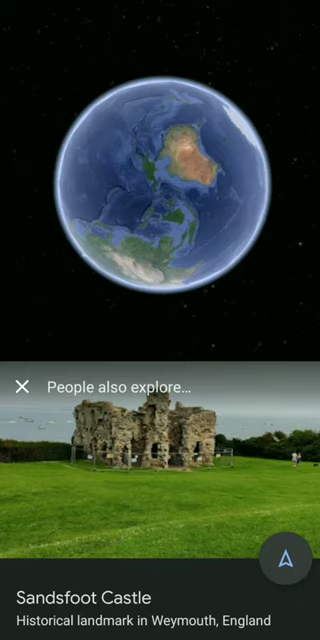 People also explore…
Sandsfoot Castle
Historical landmark in Weymouth, England